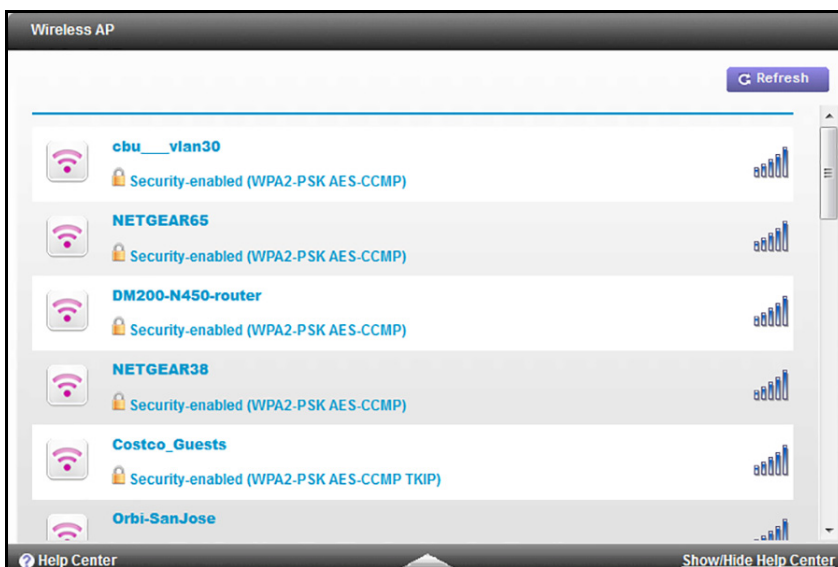 Wireless AP
Refresh
cbu___vlan30
Security-enabled (WPA2-PSK AES-CCMP)
NETGEAR65
Security-enabled (WPA2-PSK AES-CCMP)
DM200-N450-router
Security-enabled (WPA2-PSK AES-CCMP)
NETGEAR38
Security-enabled (WPA2-PSK AES-CCMP)
Costco_Guests
Security-enabled (WPA2-PSK AES-CCMP TKIP)
Orbi-SanJose
? Help Center
Show/Hide Help Center